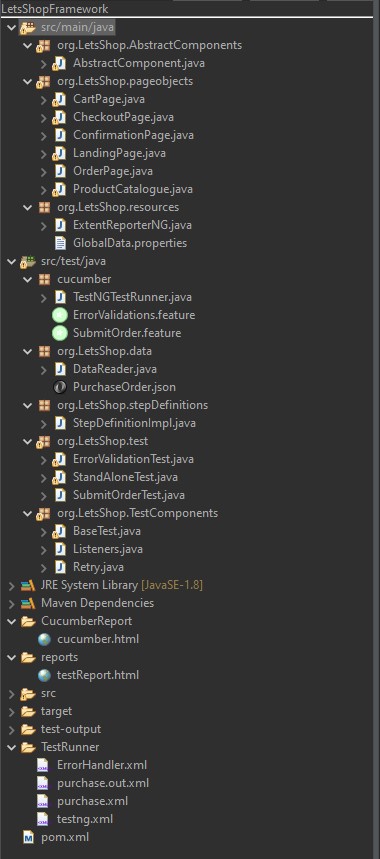 LetsShopFramework
src/main/java
org.LetsShop.AbstractComponents
AbstractComponent.java
org.LetsShop.pageobjects
CartPage.java
CheckoutPage.java
ConfirmationPage.java
LandingPage.java
OrderPage.java
ProductCatalogue.java
org.LetsShop.resources
ExtentReporterNG.java
GlobalData.properties
src/test/java
cucumber
TestNGTestRunner.java
ErrorValidations.feature
SubmitOrder.feature
org.LetsShop.data
DataReader.java
PurchaseOrder.json
org.LetsShop.stepDefinitions
StepDefinitionImpl.java
org.LetsShop.test
ErrorValidationTest.java
StandAloneTest.java
SubmitOrderTest.java
org.LetsShop.TestComponents
BaseTest.java
Listeners.java
Retry.java
JRE System Library [JavaSE-1.8]
Maven Dependencies
CucumberReport
cucumber.html
reports
testReport.html
src
target
test-output
TestRunner
ErrorHandler.xml
purchase.out.xml
purchase.xml
testng.xml
pom.xml